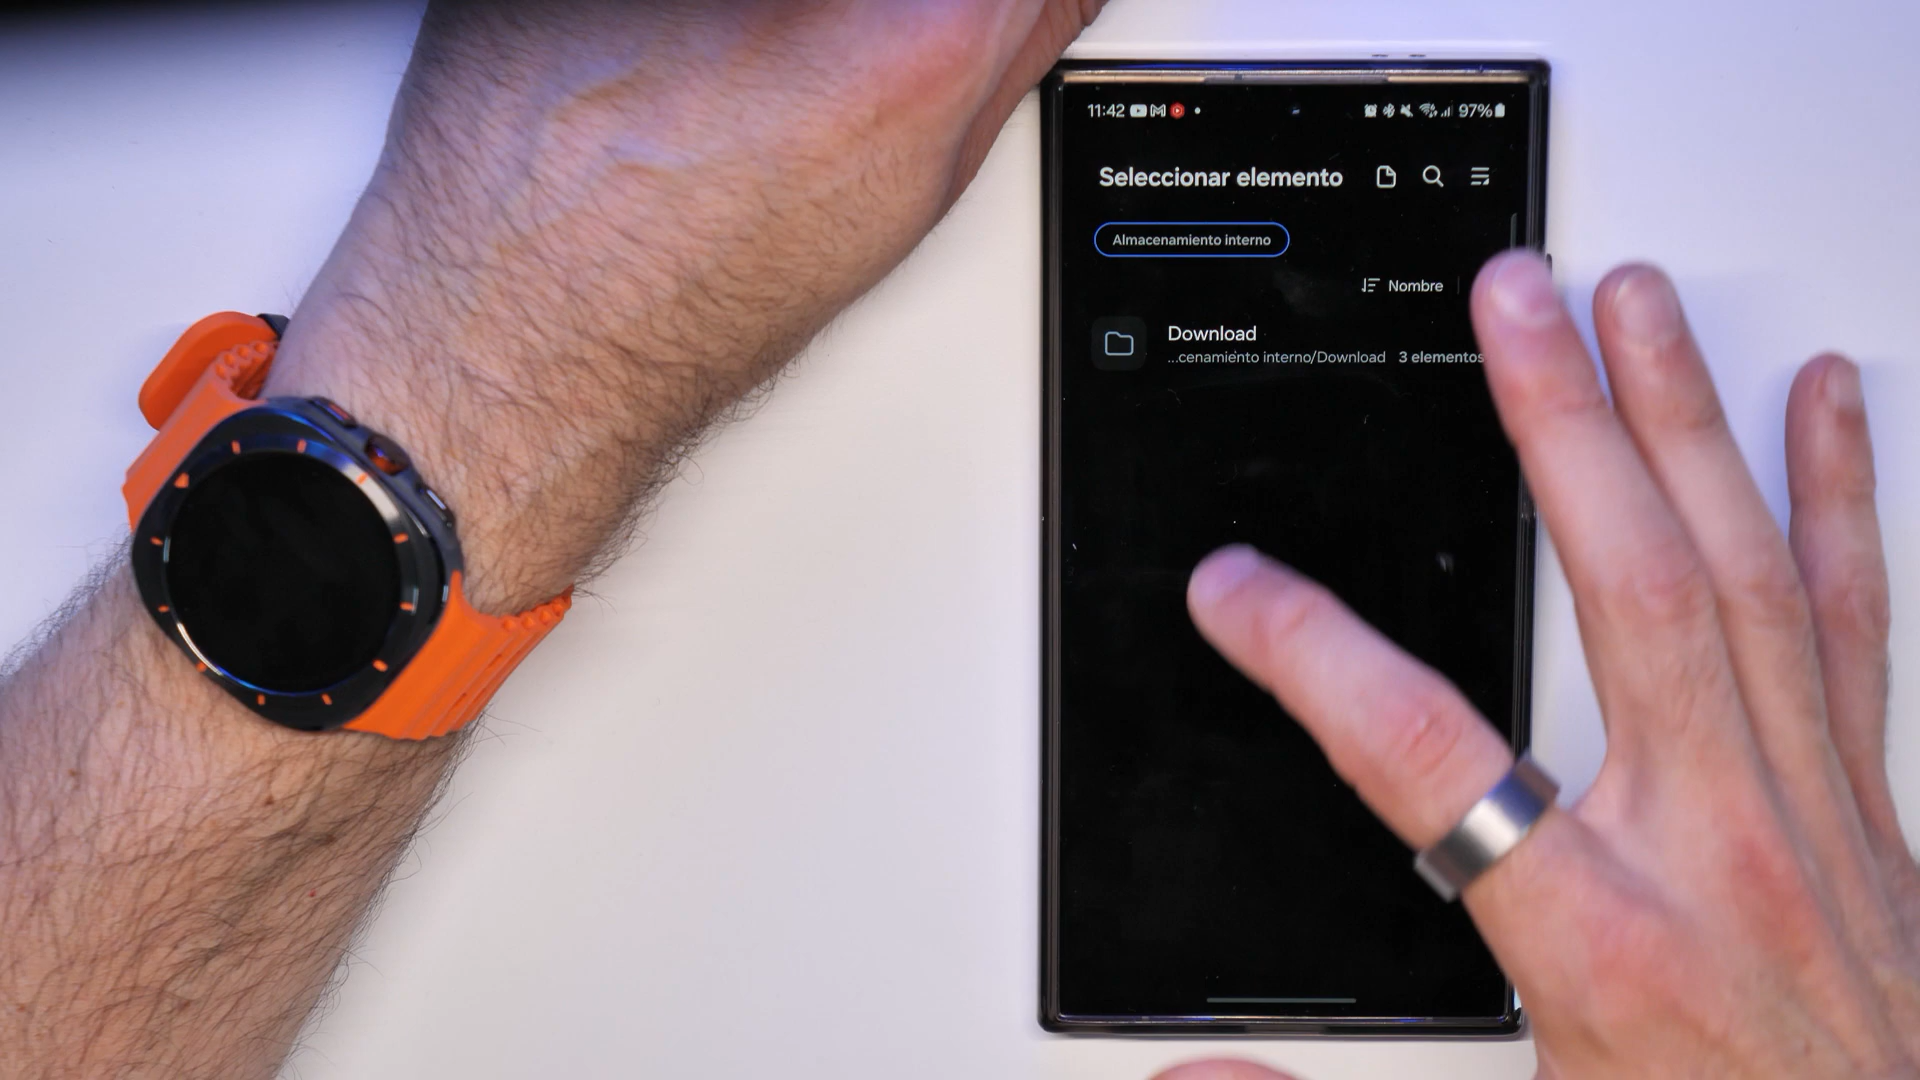 11:42 97%
Seleccionar elemento
Almacenamiento interno
Nombre
Download
...cenamiento interno/Download 3 elementos